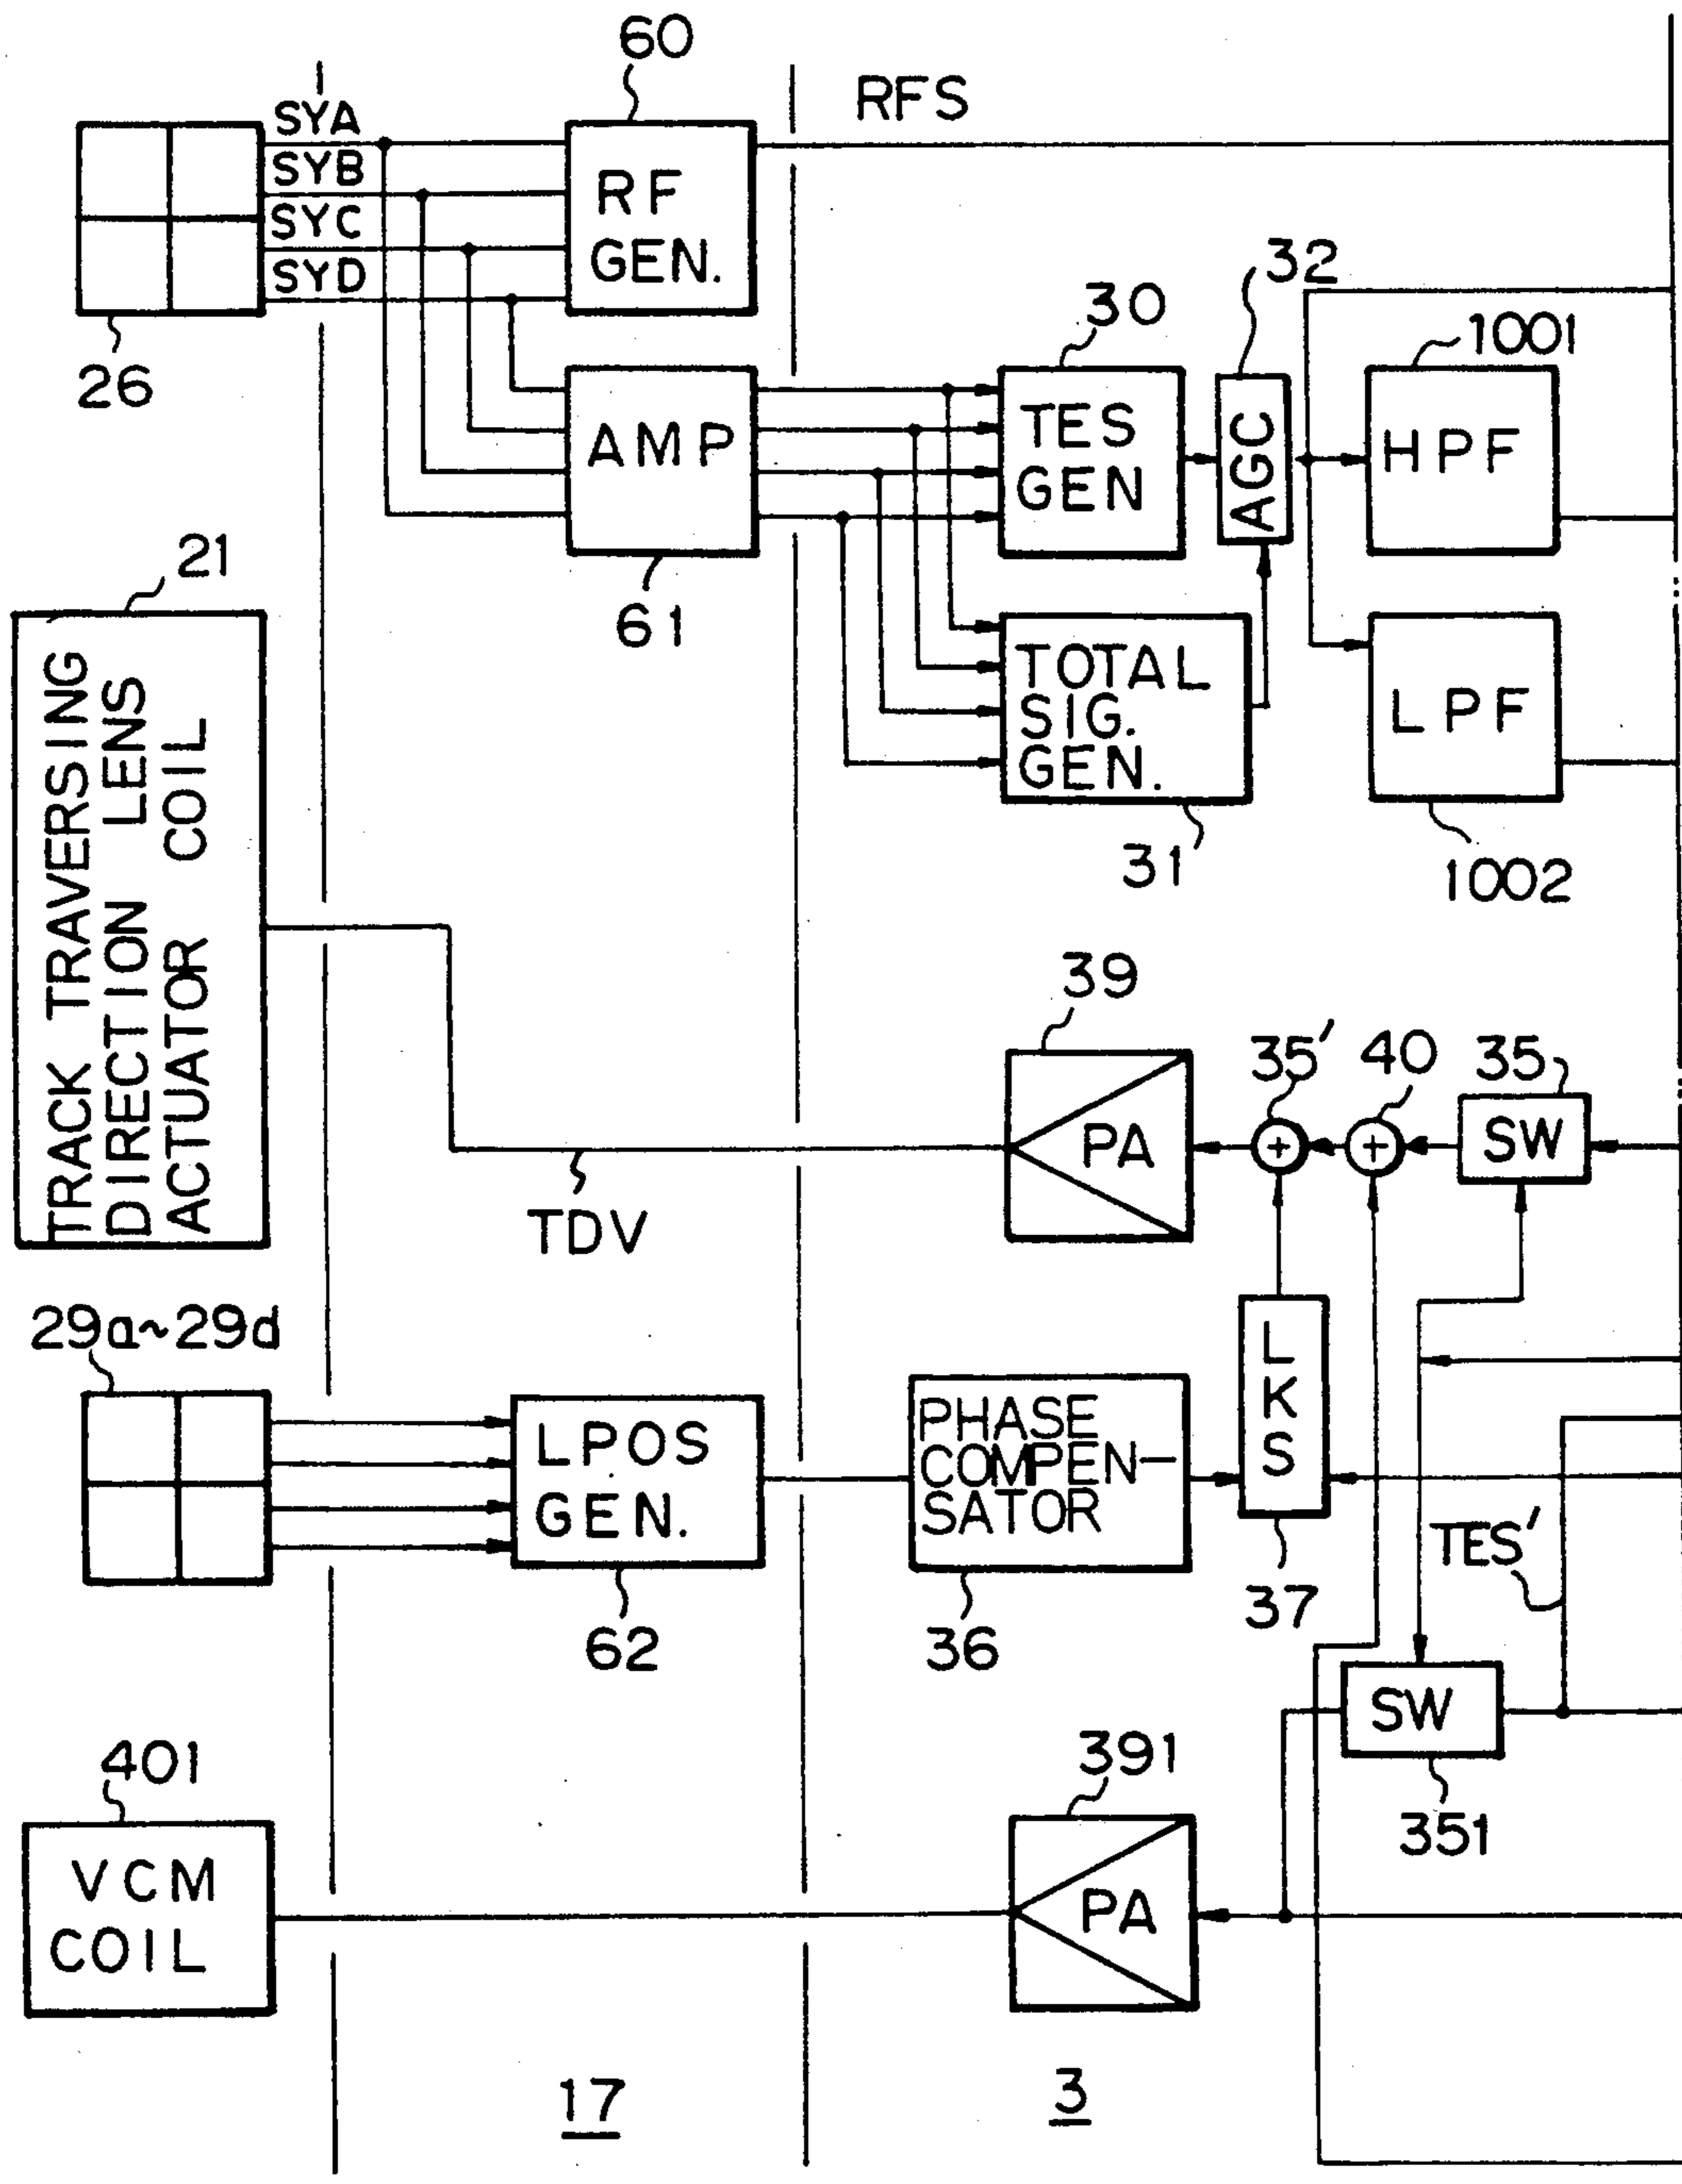 60
RFS
SYA
SYB
SYC
SYD
RF
GEN.
26
32
30
1001
AMP
TES
GEN
AGC
HPF
61
21
TRACK TRAVERSING
DIRECTION LENS
ACTUATOR COIL
TOTAL
SIG.
GEN.
LPF
31
1002
39
35'
40
35
PA
+
+
SW
TDV
29a~29d
LPOS
GEN.
62
PHASE
COMPEN-
SATOR
36
LKS
37
TES'
SW
351
401
VCM
COIL
391
PA
17
3